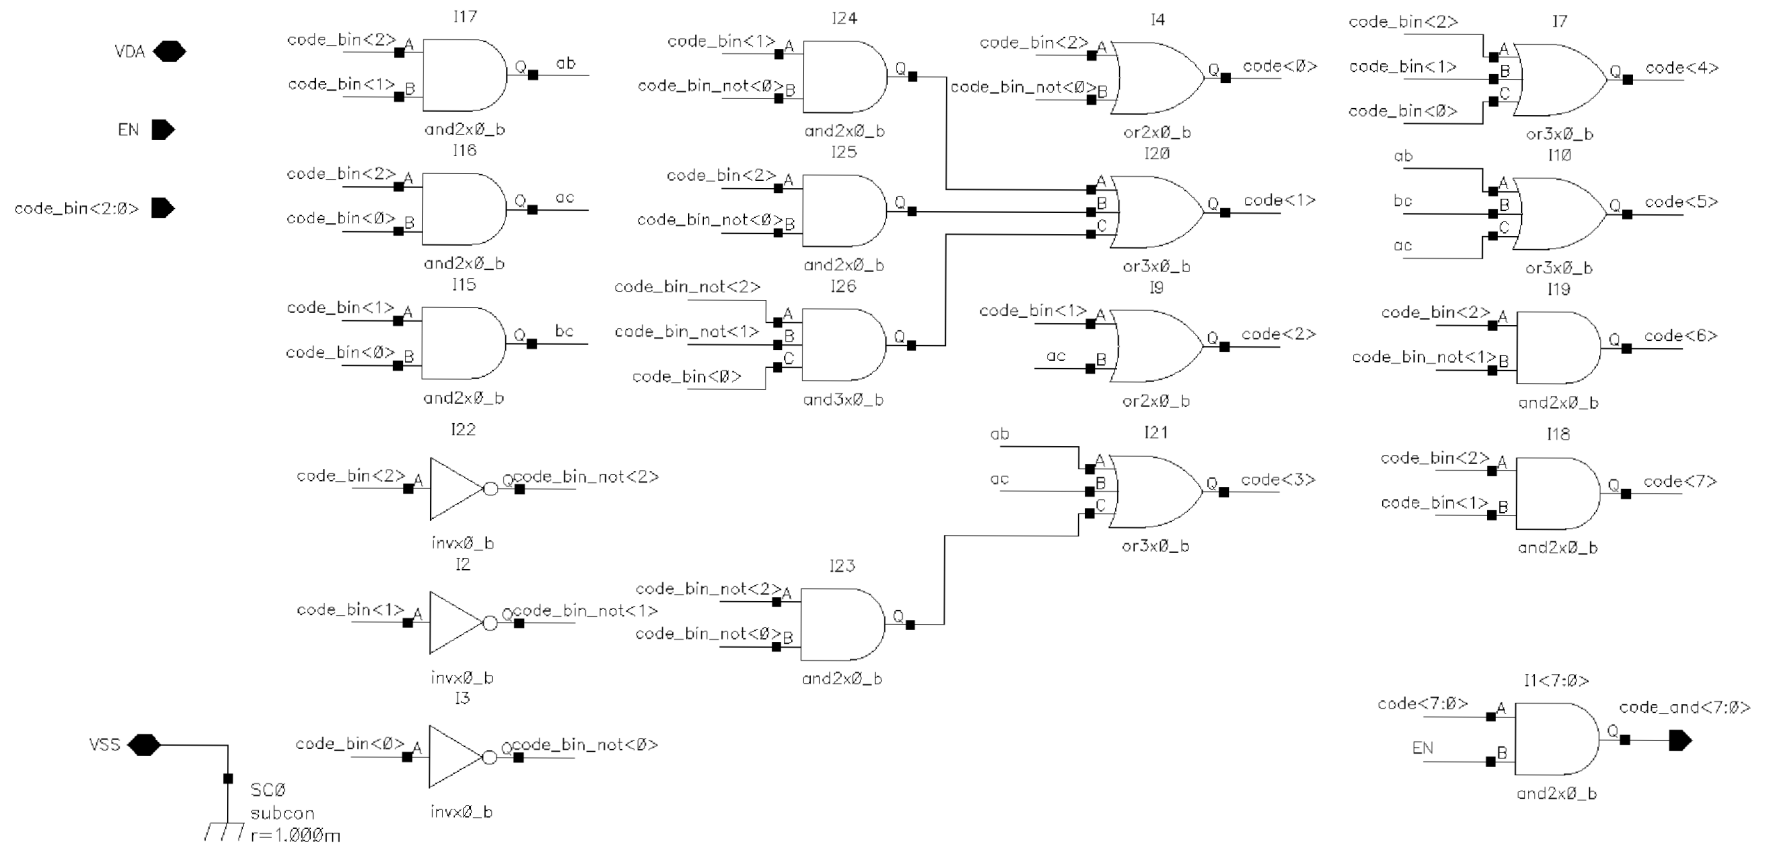 VDA
EN
code_bin<2:0>
VSS
SC0
subcon
r=1.000m
I17
code_bin<2>
A
code_bin<1>
B
Q
ab
and2x0_b
I16
code_bin<2>
A
code_bin<0>
B
Q
ac
and2x0_b
I15
code_bin<1>
A
code_bin<0>
B
Q
bc
and2x0_b
I22
code_bin<2>
A
Q
code_bin_not<2>
invx0_b
I2
code_bin<1>
A
Q
code_bin_not<1>
invx0_b
I3
code_bin<0>
A
Q
code_bin_not<0>
invx0_b
I24
code_bin<1>
A
code_bin_not<0>
B
Q
and2x0_b
I25
code_bin<2>
A
code_bin_not<0>
B
Q
and2x0_b
I26
code_bin_not<2>
A
code_bin_not<1>
B
code_bin<0>
C
Q
and3x0_b
I23
code_bin_not<2>
A
code_bin_not<0>
B
Q
and2x0_b
I4
code_bin<2>
A
code_bin_not<0>
B
Q
code<0>
or2x0_b
I20
A
B
C
Q
code<1>
or3x0_b
I9
code_bin<1>
A
ac
B
Q
code<2>
or2x0_b
I21
ab
A
ac
B
C
Q
code<3>
or3x0_b
I7
code_bin<2>
A
code_bin<1>
B
code_bin<0>
C
Q
code<4>
or3x0_b
I10
ab
A
bc
B
ac
C
Q
code<5>
or3x0_b
I19
code_bin<2>
A
code_bin_not<1>
B
Q
code<6>
and2x0_b
I18
code_bin<2>
A
code_bin<1>
B
Q
code<7>
and2x0_b
I1<7:0>
code<7:0>
A
EN
B
Q
code_and<7:0>
and2x0_b